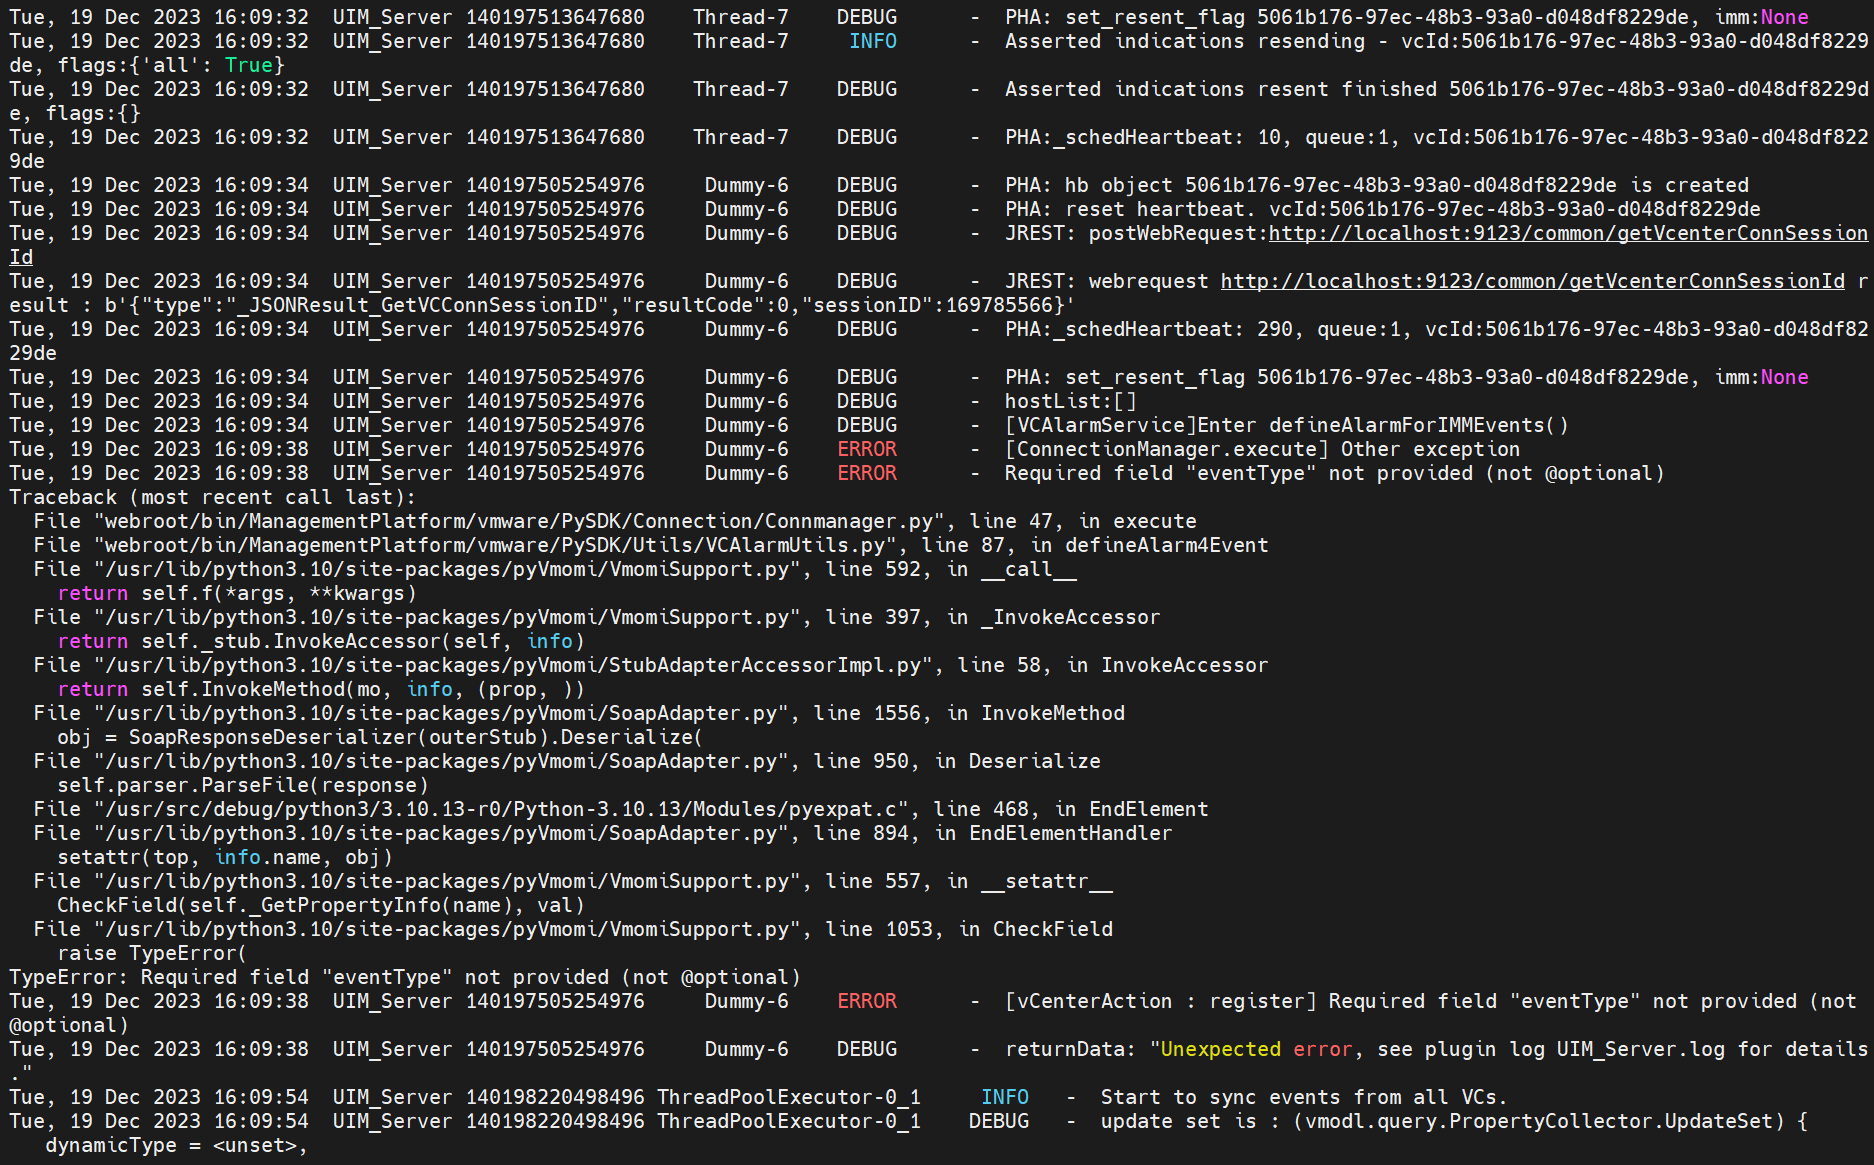 Tue, 19 Dec 2023 16:09:32  UIM_Server 140197513647680    Thread-7    DEBUG      -  PHA: set_resent_flag 5061b176-97ec-48b3-93a0-d048df8229de, imm:None
Tue, 19 Dec 2023 16:09:32  UIM_Server 140197513647680    Thread-7     INFO      -  Asserted indications resending - vcId:5061b176-97ec-48b3-93a0-d048df8229
de, flags:{'all': True}
Tue, 19 Dec 2023 16:09:32  UIM_Server 140197513647680    Thread-7    DEBUG      -  Asserted indications resent finished 5061b176-97ec-48b3-93a0-d048df8229d
e, flags:{}
Tue, 19 Dec 2023 16:09:32  UIM_Server 140197513647680    Thread-7    DEBUG      -  PHA:_schedHeartbeat: 10, queue:1, vcId:5061b176-97ec-48b3-93a0-d048df822
9de
Tue, 19 Dec 2023 16:09:34  UIM_Server 140197505254976     Dummy-6    DEBUG      -  PHA: hb object 5061b176-97ec-48b3-93a0-d048df8229de is created
Tue, 19 Dec 2023 16:09:34  UIM_Server 140197505254976     Dummy-6    DEBUG      -  PHA: reset heartbeat. vcId:5061b176-97ec-48b3-93a0-d048df8229de
Tue, 19 Dec 2023 16:09:34  UIM_Server 140197505254976     Dummy-6    DEBUG      -  JREST: postWebRequest:http://localhost:9123/common/getVcenterConnSession
Id
Tue, 19 Dec 2023 16:09:34  UIM_Server 140197505254976     Dummy-6    DEBUG      -  JREST: webrequest http://localhost:9123/common/getVcenterConnSessionId r
esult : b'{"type":"_JSONResult_GetVCConnSessionID","resultCode":0,"sessionID":169785566}'
Tue, 19 Dec 2023 16:09:34  UIM_Server 140197505254976     Dummy-6    DEBUG      -  PHA:_schedHeartbeat: 290, queue:1, vcId:5061b176-97ec-48b3-93a0-d048df82
29de
Tue, 19 Dec 2023 16:09:34  UIM_Server 140197505254976     Dummy-6    DEBUG      -  PHA: set_resent_flag 5061b176-97ec-48b3-93a0-d048df8229de, imm:None
Tue, 19 Dec 2023 16:09:34  UIM_Server 140197505254976     Dummy-6    DEBUG      -  hostList:[]
Tue, 19 Dec 2023 16:09:34  UIM_Server 140197505254976     Dummy-6    DEBUG      -  [VCAlarmService]Enter defineAlarmForIMMEvents()
Tue, 19 Dec 2023 16:09:38  UIM_Server 140197505254976     Dummy-6    ERROR      -  [ConnectionManager.execute] Other exception
Tue, 19 Dec 2023 16:09:38  UIM_Server 140197505254976     Dummy-6    ERROR      -  Required field "eventType" not provided (not @optional)
Traceback (most recent call last):
  File "webroot/bin/ManagementPlatform/vmware/PySDK/Connection/Connmanager.py", line 47, in execute
  File "webroot/bin/ManagementPlatform/vmware/PySDK/Utils/VCAlarmUtils.py", line 87, in defineAlarm4Event
  File "/usr/lib/python3.10/site-packages/pyVmomi/VmomiSupport.py", line 592, in __call__
    return self.f(*args, **kwargs)
  File "/usr/lib/python3.10/site-packages/pyVmomi/VmomiSupport.py", line 397, in _InvokeAccessor
    return self._stub.InvokeAccessor(self, info)
  File "/usr/lib/python3.10/site-packages/pyVmomi/StubAdapterAccessorImpl.py", line 58, in InvokeAccessor
    return self.InvokeMethod(mo, info, (prop, ))
  File "/usr/lib/python3.10/site-packages/pyVmomi/SoapAdapter.py", line 1556, in InvokeMethod
    obj = SoapResponseDeserializer(outerStub).Deserialize(
  File "/usr/lib/python3.10/site-packages/pyVmomi/SoapAdapter.py", line 950, in Deserialize
    self.parser.ParseFile(response)
  File "/usr/src/debug/python3/3.10.13-r0/Python-3.10.13/Modules/pyexpat.c", line 468, in EndElement
  File "/usr/lib/python3.10/site-packages/pyVmomi/SoapAdapter.py", line 894, in EndElementHandler
    setattr(top, info.name, obj)
  File "/usr/lib/python3.10/site-packages/pyVmomi/VmomiSupport.py", line 557, in __setattr__
    CheckField(self._GetPropertyInfo(name), val)
  File "/usr/lib/python3.10/site-packages/pyVmomi/VmomiSupport.py", line 1053, in CheckField
    raise TypeError(
TypeError: Required field "eventType" not provided (not @optional)
Tue, 19 Dec 2023 16:09:38  UIM_Server 140197505254976     Dummy-6    ERROR      -  [vCenterAction : register] Required field "eventType" not provided (not 
@optional)
Tue, 19 Dec 2023 16:09:38  UIM_Server 140197505254976     Dummy-6    DEBUG      -  returnData: "Unexpected error, see plugin log UIM_Server.log for details
."
Tue, 19 Dec 2023 16:09:54  UIM_Server 140198220498496 ThreadPoolExecutor-0_1     INFO   -  Start to sync events from all VCs.
Tue, 19 Dec 2023 16:09:54  UIM_Server 140198220498496 ThreadPoolExecutor-0_1    DEBUG   -  update set is : (vmodl.query.PropertyCollector.UpdateSet) {
   dynamicType = <unset>,